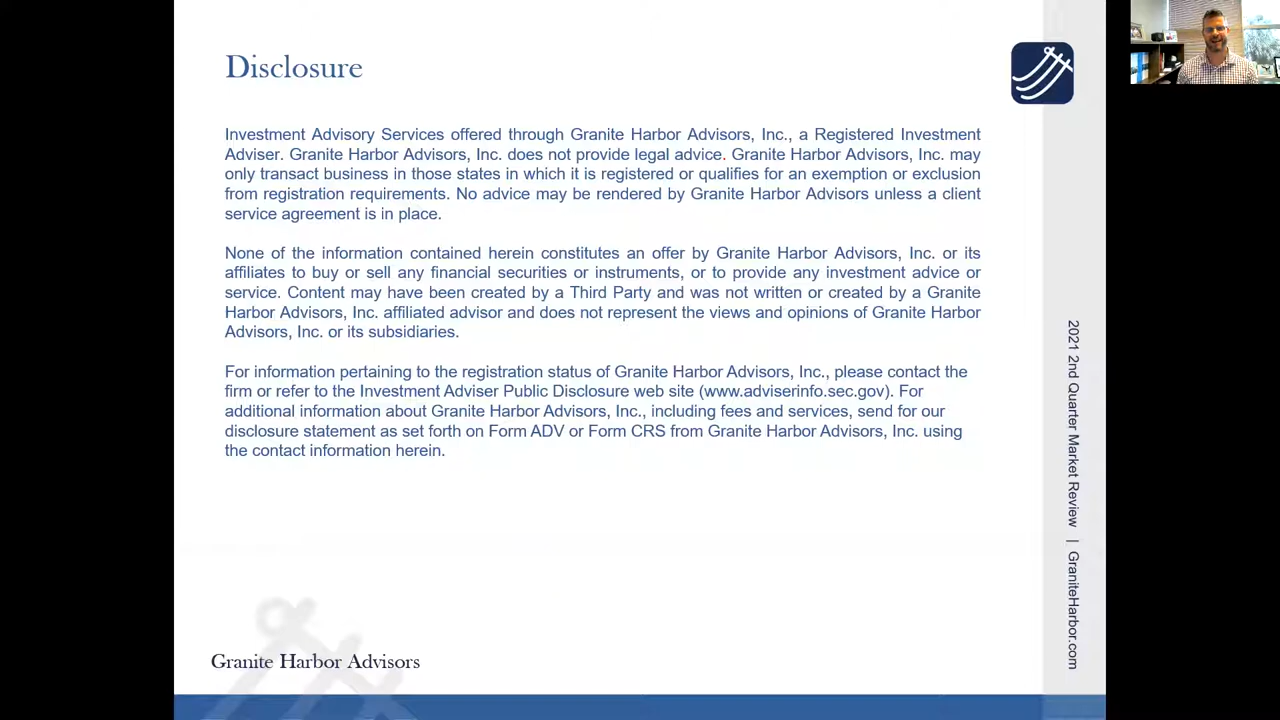 Disclosure
Investment Advisory Services offered through Granite Harbor Advisors, Inc., a Registered Investment
Adviser. Granite Harbor Advisors, Inc. does not provide legal advice. Granite Harbor Advisors, Inc. may
only transact business in those states in which it is registered or qualifies for an exemption or exclusion
from registration requirements. No advice may be rendered by Granite Harbor Advisors unless a client
service agreement is in place.
None of the information contained herein constitutes an offer by Granite Harbor Advisors, Inc. or its
affiliates to buy or sell any financial securities or instruments, or to provide any investment advice or
service. Content may have been created by a Third Party and was not written or created by a Granite
Harbor Advisors, Inc. affiliated advisor and does not represent the views and opinions of Granite Harbor
Advisors, Inc. or its subsidiaries.
For information pertaining to the registration status of Granite Harbor Advisors, Inc., please contact the
firm or refer to the Investment Adviser Public Disclosure web site (www.adviserinfo.sec.gov). For
additional information about Granite Harbor Advisors, Inc., including fees and services, send for our
disclosure statement as set forth on Form ADV or Form CRS from Granite Harbor Advisors, Inc. using
the contact information herein.
2021 2nd Quarter Market Review | GraniteHarbor.com
Granite Harbor Advisors